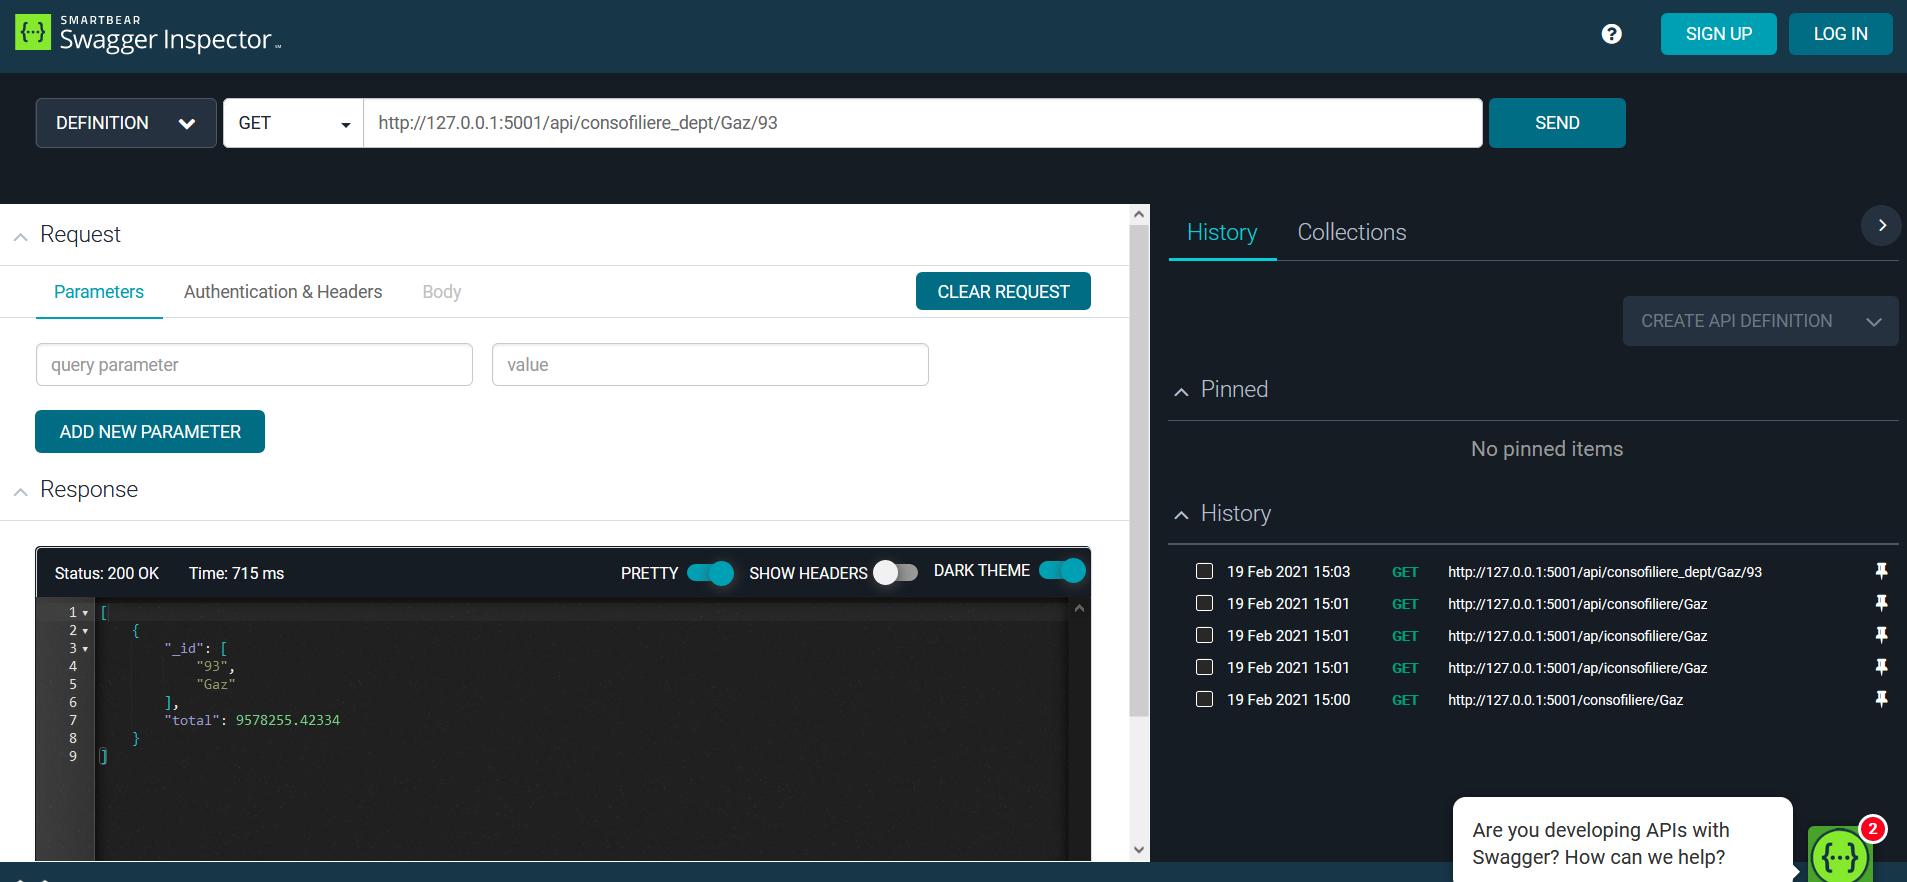 SMARTBEAR
Swagger Inspector
SIGN UP
LOG IN
DEFINITION
GET
http://127.0.0.1:5001/api/consofiliere_dept/Gaz/93
SEND
Request
Parameters
Authentication & Headers
Body
CLEAR REQUEST
query parameter
value
ADD NEW PARAMETER
Response
Status: 200 OK
Time: 715 ms
PRETTY
SHOW HEADERS
DARK THEME
1 [
2 {
3 "_id": [
4 "93",
5 "Gaz"
6 ],
7 "total": 9578255.42334
8 }
9 ]
History
Collections
CREATE API DEFINITION
Pinned
No pinned items
History
19 Feb 2021 15:03 GET http://127.0.0.1:5001/api/consofiliere_dept/Gaz/93
19 Feb 2021 15:01 GET http://127.0.0.1:5001/api/consofiliere/Gaz
19 Feb 2021 15:01 GET http://127.0.0.1:5001/ap/iconsofiliere/Gaz
19 Feb 2021 15:01 GET http://127.0.0.1:5001/ap/iconsofiliere/Gaz
19 Feb 2021 15:00 GET http://127.0.0.1:5001/consofiliere/Gaz
Are you developing APIs with
Swagger? How can we help?
2